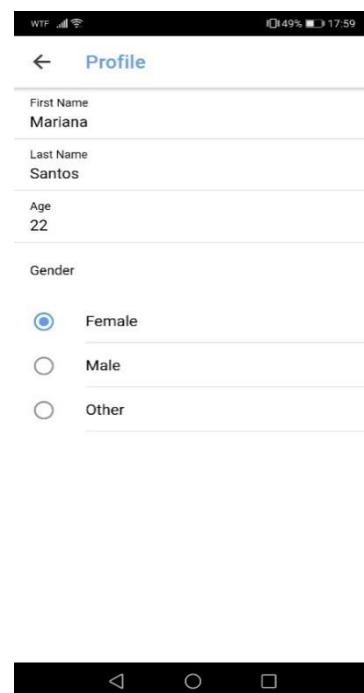 WTF 49% 17:59
Profile
First Name
Mariana
Last Name
Santos
Age
22
Gender
Female
Male
Other